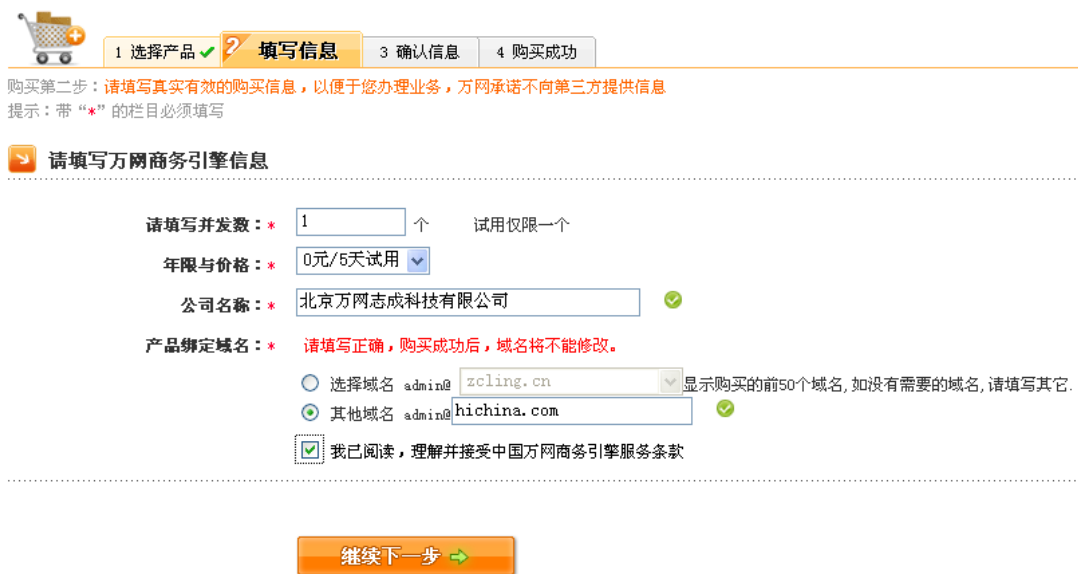 1 选择产品 2 填写信息 3 确认信息 4 购买成功
购买第二步：请填写真实有效的购买信息，以便于您办理业务，万网承诺不向第三方提供信息
提示：带“*”的栏目必须填写
请填写万网商务引擎信息
请填写并发数：* 1 个 试用仅限一个
年限与价格：* 0元/5天试用
公司名称：* 北京万网志成科技有限公司
产品绑定域名：* 请填写正确，购买成功后，域名将不能修改。
选择域名 admin@ zcling.cn 显示购买的前50个域名,如没有需要的域名,请填写其它.
其他域名 admin@ hichina.com
我已阅读，理解并接受中国万网商务引擎服务条款
继续下一步